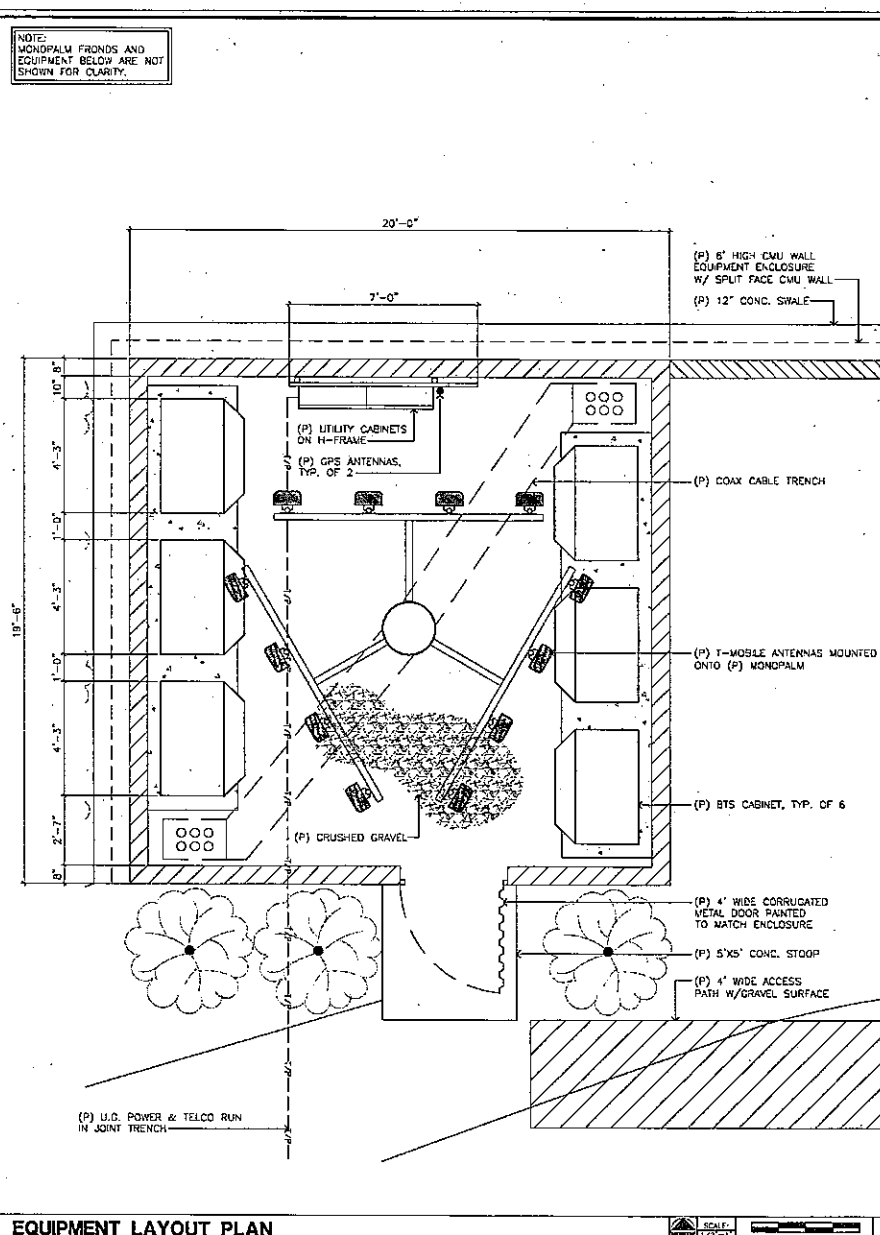 NOTE:
MONOPALM FRONDS AND
EQUIPMENT BELOW ARE NOT
SHOWN FOR CLARITY.
20'-0"
(P) 6' HIGH CMU WALL
EQUIPMENT ENCLOSURE
W/ SPLIT FACE CMU WALL
7'-0"
(P) 12" CONC. SWALE
8"
10"
(P) UTILITY CABINETS
ON H-FRAME
4'-3"
(P) GPS ANTENNAS,
TYP. OF 2
(P) COAX CABLE TRENCH
1'-0"
4'-3"
19'-6"
(P) T-MOBILE ANTENNAS MOUNTED
ONTO (P) MONOPALM
1'-0"
4'-3"
(P) BTS CABINET, TYP. OF 6
2'-7"
(P) CRUSHED GRAVEL
8"
(P) 4' WIDE CORRUGATED
METAL DOOR PAINTED
TO MATCH ENCLOSURE
(P) 5'X5' CONC. STOOP
(P) 4' WIDE ACCESS
PATH W/GRAVEL SURFACE
(P) U.G. POWER & TELCO RUN
IN JOINT TRENCH
EQUIPMENT LAYOUT PLAN
SCALE: